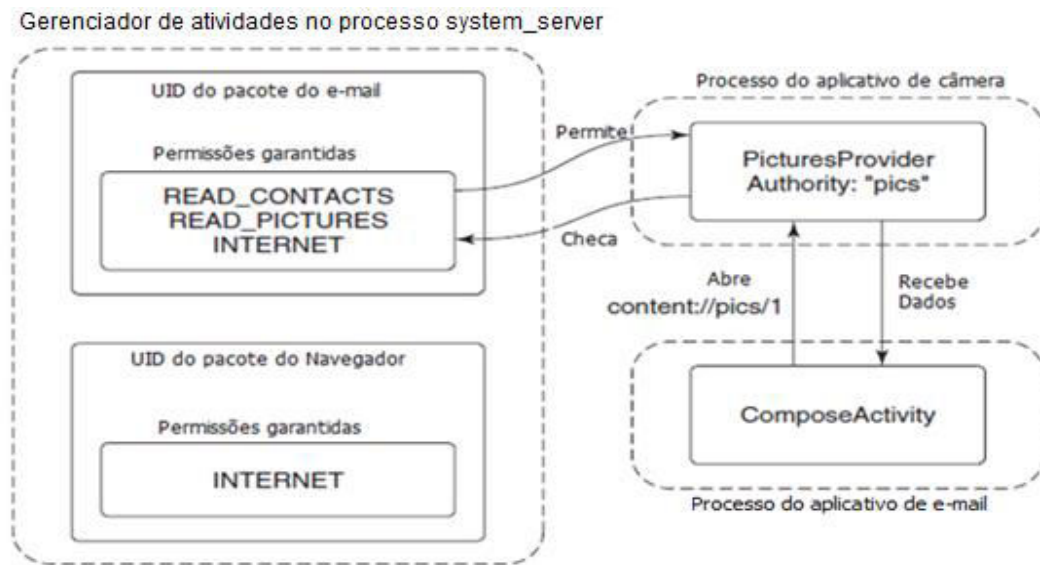 Gerenciador de atividades no processo system_server
UID do pacote do e-mail
Permissões garantidas
READ_CONTACTS
READ_PICTURES
INTERNET
UID do pacote do Navegador
Permissões garantidas
INTERNET
Permite
Checa
Processo do aplicativo de câmera
PicturesProvider
Authority: "pics"
Abre
content://pics/1
Recebe
Dados
ComposeActivity
Processo do aplicativo de e-mail